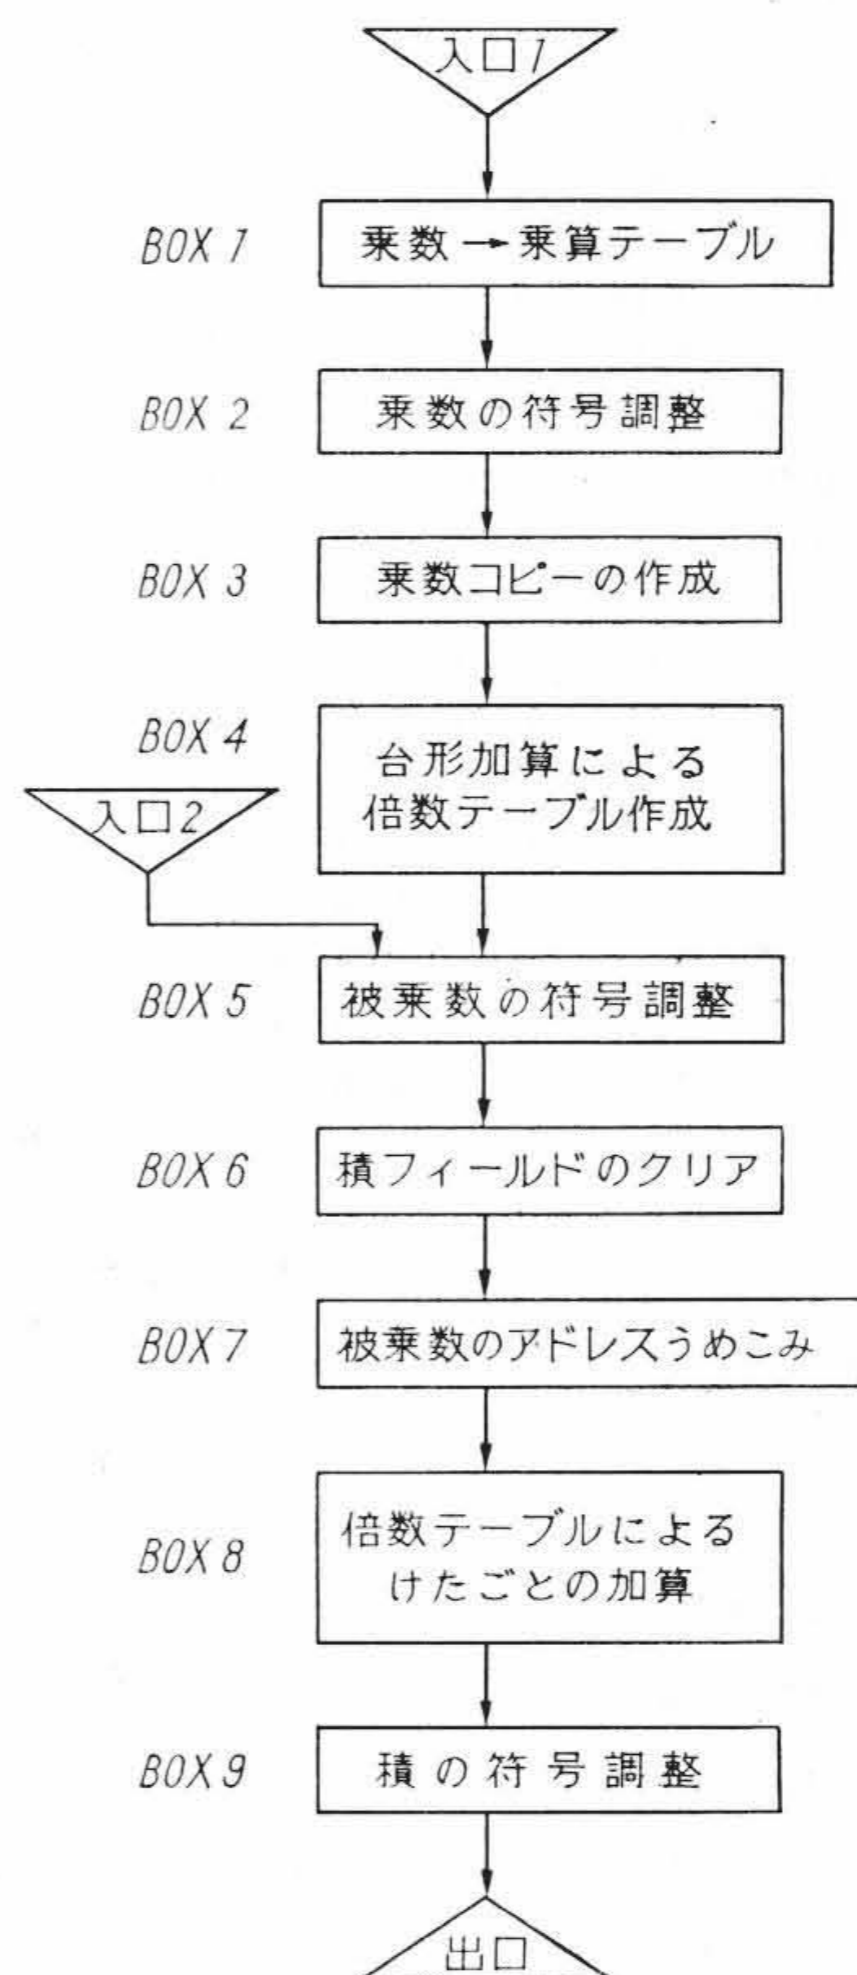 入口1
BOX 1
乗数→乗算テーブル
BOX 2
乗数の符号調整
BOX 3
乗数コピーの作成
BOX 4
台形加算による
倍数テーブル作成
入口2
BOX 5
被乗数の符号調整
BOX 6
積フィールドのクリア
BOX 7
被乗数のアドレスうめこみ
BOX 8
倍数テーブルによる
けたごとの加算
BOX 9
積の符号調整
出口